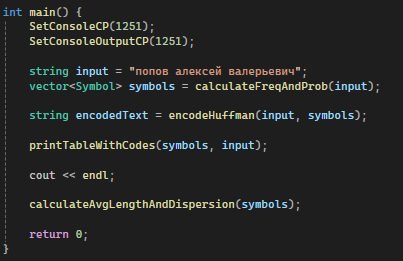 int main() {
SetConsoleCP(1251);
SetConsoleOutputCP(1251);
string input = "попов алексей валерьевич";
vector<Symbol> symbols = calculateFreqAndProb(input);
string encodedText = encodeHuffman(input, symbols);
printTableWithCodes(symbols, input);
cout << endl;
calculateAvgLengthAndDispersion(symbols);
return 0;
}